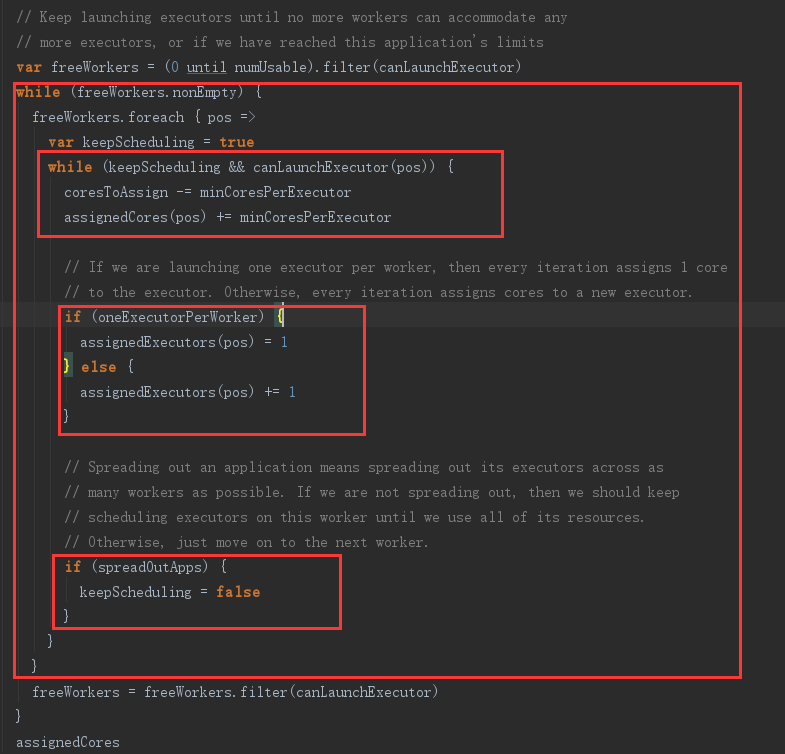 // Keep launching executors until no more workers can accommodate any
// more executors, or if we have reached this application's limits
var freeWorkers = (0 until numUsable).filter(canLaunchExecutor)
while (freeWorkers.nonEmpty) {
freeWorkers.foreach { pos =>
var keepScheduling = true
while (keepScheduling && canLaunchExecutor(pos)) {
coresToAssign -= minCoresPerExecutor
assignedCores(pos) += minCoresPerExecutor
// If we are launching one executor per worker, then every iteration assigns 1 core
// to the executor. Otherwise, every iteration assigns cores to a new executor.
if (oneExecutorPerWorker) {
assignedExecutors(pos) = 1
} else {
assignedExecutors(pos) += 1
}
// Spreading out an application means spreading out its executors across as
// many workers as possible. If we are not spreading out, then we should keep
// scheduling executors on this worker until we use all of its resources.
// Otherwise, just move on to the next worker.
if (spreadOutApps) {
keepScheduling = false
}
}
}
freeWorkers = freeWorkers.filter(canLaunchExecutor)
}
assignedCores